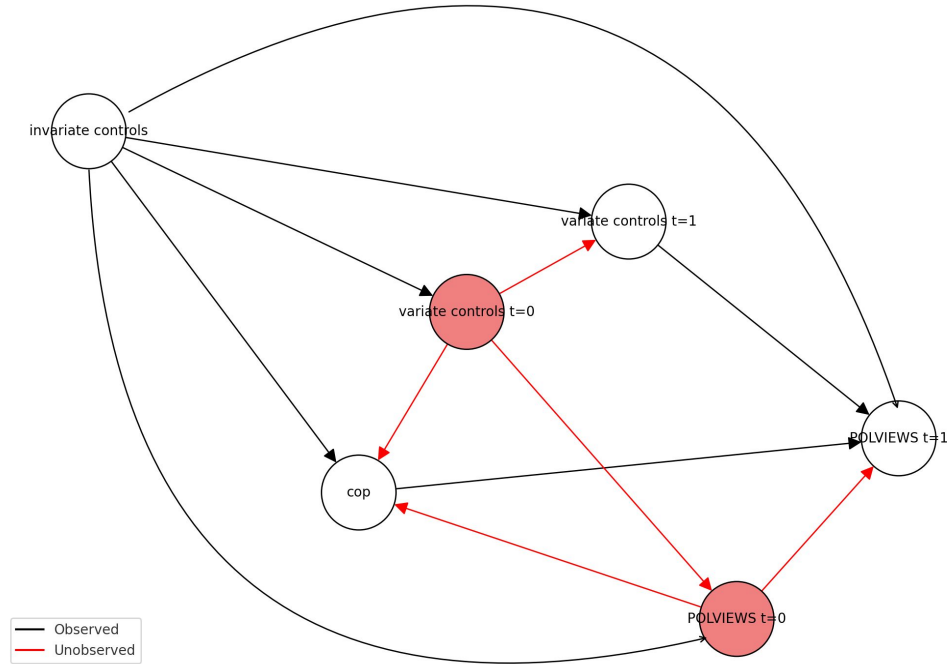 invariate controls
variate controls t=1
variate controls t=0
POLVIEWS t=1
cop
POLVIEWS t=0
Observed
Unobserved